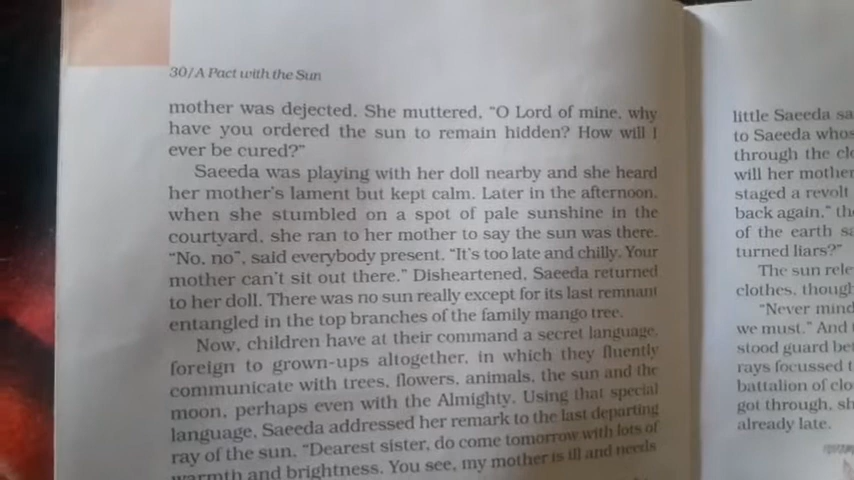 30/A Pact with the Sun
mother was dejected. She muttered, "O Lord of mine, why
have you ordered the sun to remain hidden? How will I
ever be cured?"
Saeeda was playing with her doll nearby and she heard
her mother's lament but kept calm. Later in the afternoon,
when she stumbled on a spot of pale sunshine in the
courtyard, she ran to her mother to say the sun was there.
"No, no", said everybody present. "It's too late and chilly. Your
mother can't sit out there." Disheartened, Saeeda returned
to her doll. There was no sun really except for its last remnant
entangled in the top branches of the family mango tree.
Now, children have at their command a secret language,
foreign to grown-ups altogether, in which they fluently
communicate with trees, flowers, animals, the sun and the
moon, perhaps even with the Almighty. Using that special
language, Saeeda addressed her remark to the last departing
ray of the sun. "Dearest sister, do come tomorrow with lots of
warmth and brightness. You see, my mother is ill and needs
little Saeeda
to Saeeda
through the
will her mother
staged a revolt
back again,"
of the earth
turned liars?"
The sun
clothes,
"Never mind
we must." And
stood guard
rays focussed
battalion of
got through,
already late.